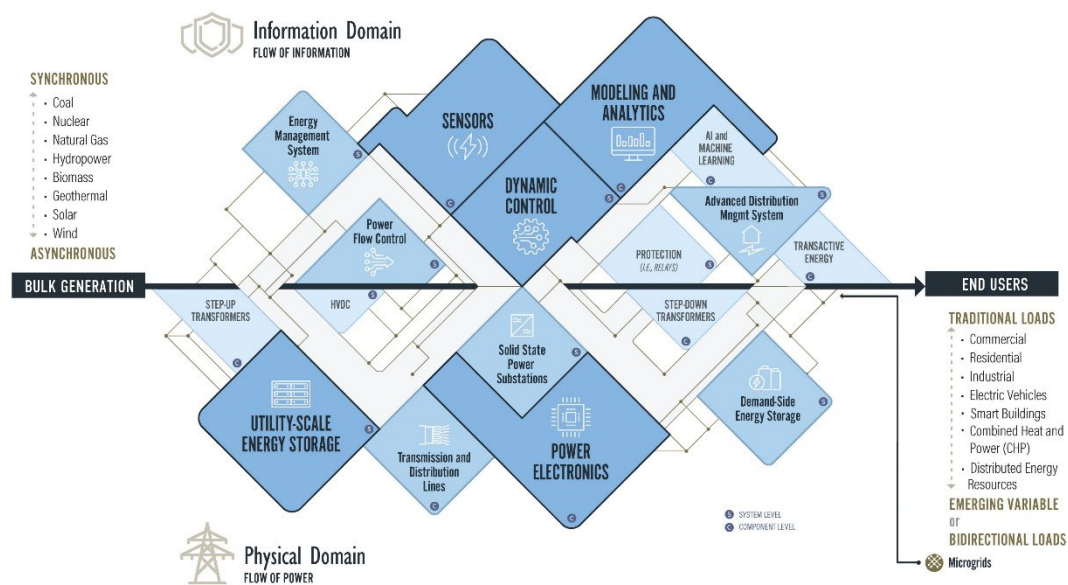 Information Domain
FLOW OF INFORMATION
SYNCHRONOUS
• Coal
• Nuclear
• Natural Gas
• Hydropower
• Biomass
• Geothermal
• Solar
• Wind
ASYNCHRONOUS
BULK GENERATION
Energy
Management
System
S
SENSORS
C
MODELING AND
ANALYTICS
C
AI and
MACHINE
LEARNING
C
DYNAMIC
CONTROL
S
Power
Flow Control
S
Advanced Distribution
Mngmt System
S
PROTECTION
(I.E., RELAYS)
S
TRANSACTIVE
ENERGY
C
STEP-UP
TRANSFORMERS
C
HVDC
S
STEP-DOWN
TRANSFORMERS
C
Solid State
Power
Substations
S
UTILITY-SCALE
ENERGY STORAGE
S
Transmission and
Distribution
Lines
C
POWER
ELECTRONICS
C
Demand-Side
Energy Storage
S
END USERS
TRADITIONAL LOADS
• Commercial
• Residential
• Industrial
• Electric Vehicles
• Smart Buildings
• Combined Heat and
Power (CHP)
• Distributed Energy
Resources
EMERGING VARIABLE
or
BIDIRECTIONAL LOADS
Microgrids
S SYSTEM LEVEL
C COMPONENT LEVEL
Physical Domain
FLOW OF POWER